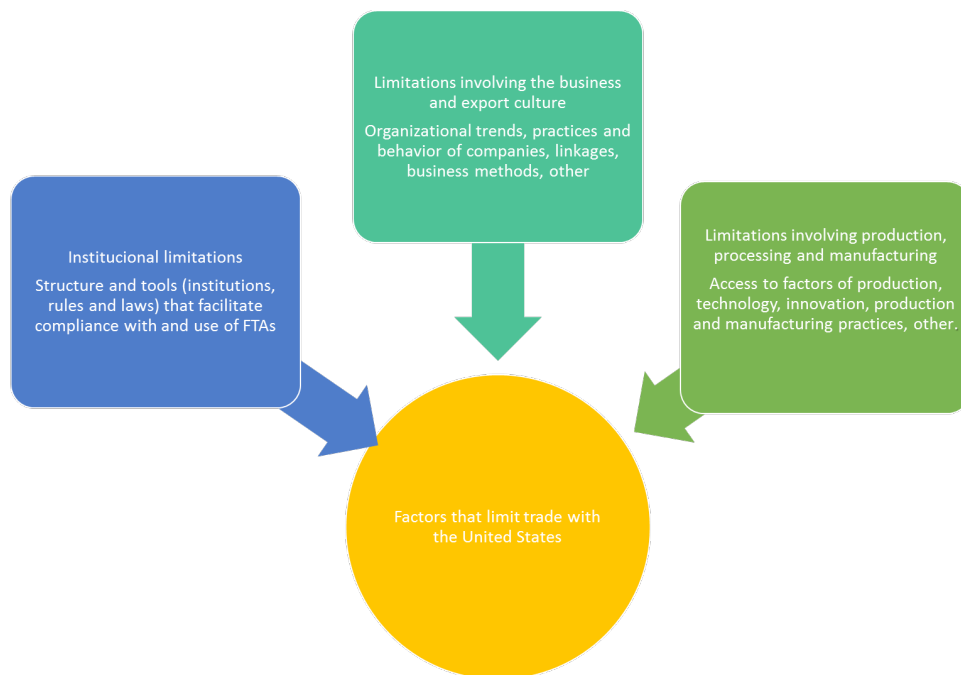 Limitations involving the business
and export culture
Organizational trends, practices and
behavior of companies, linkages,
business methods, other
Institucional limitations
Structure and tools (institutions,
rules and laws) that facilitate
compliance with and use of FTAs
Limitations involving production,
processing and manufacturing
Access to factors of production,
technology, innovation, production
and manufacturing practices, other.
Factors that limit trade with
the United States